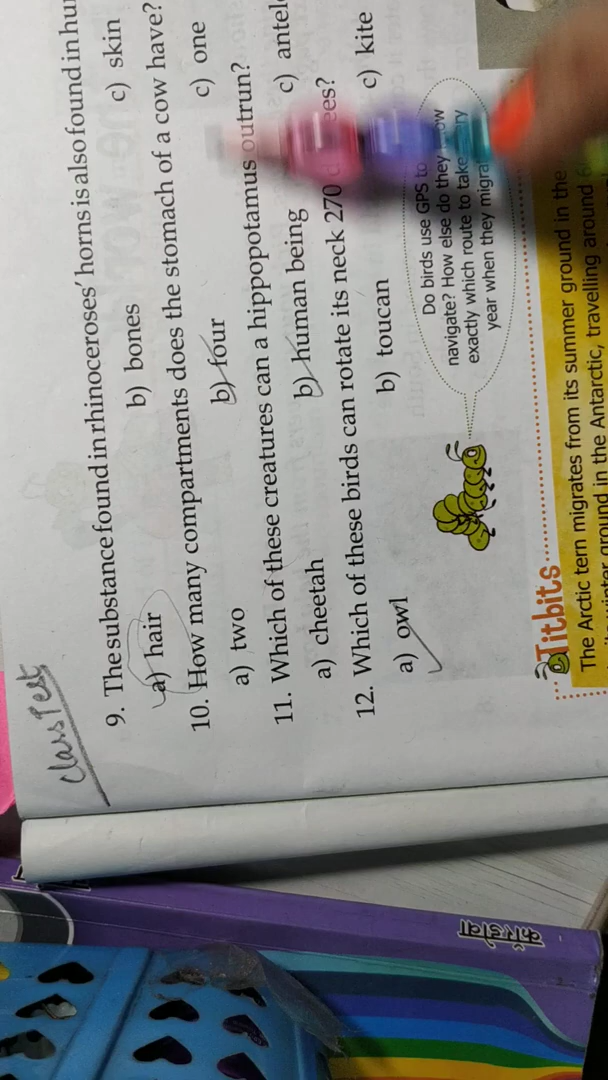 Class Test
9. The substance found in rhinoceroses' horns is also found in hu
a) hair b) bones c) skin
10. How many compartments does the stomach of a cow have?
a) two b) four c) one
11. Which of these creatures can a hippopotamus outrun?
a) cheetah b) human being c) antel
12. Which of these birds can rotate its neck 270 d ees?
a) owl b) toucan c) kite
Do birds use GPS to
navigate? How else do they
exactly which route to take
year when they migra
Titbits
The Arctic tern migrates from its summer ground in the
ground in the Antarctic, travelling around